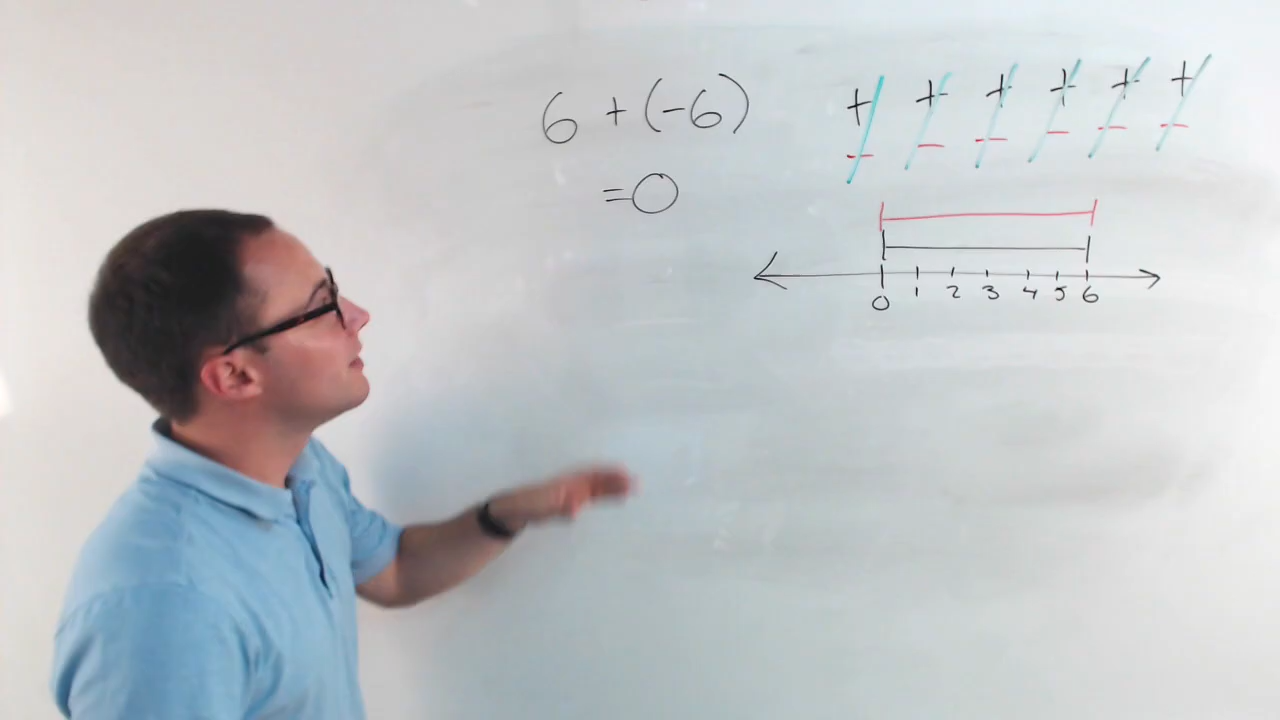 6 + (-6)
=0
+ + + + + +
- - - - - -
0 1 2 3 4 5 6